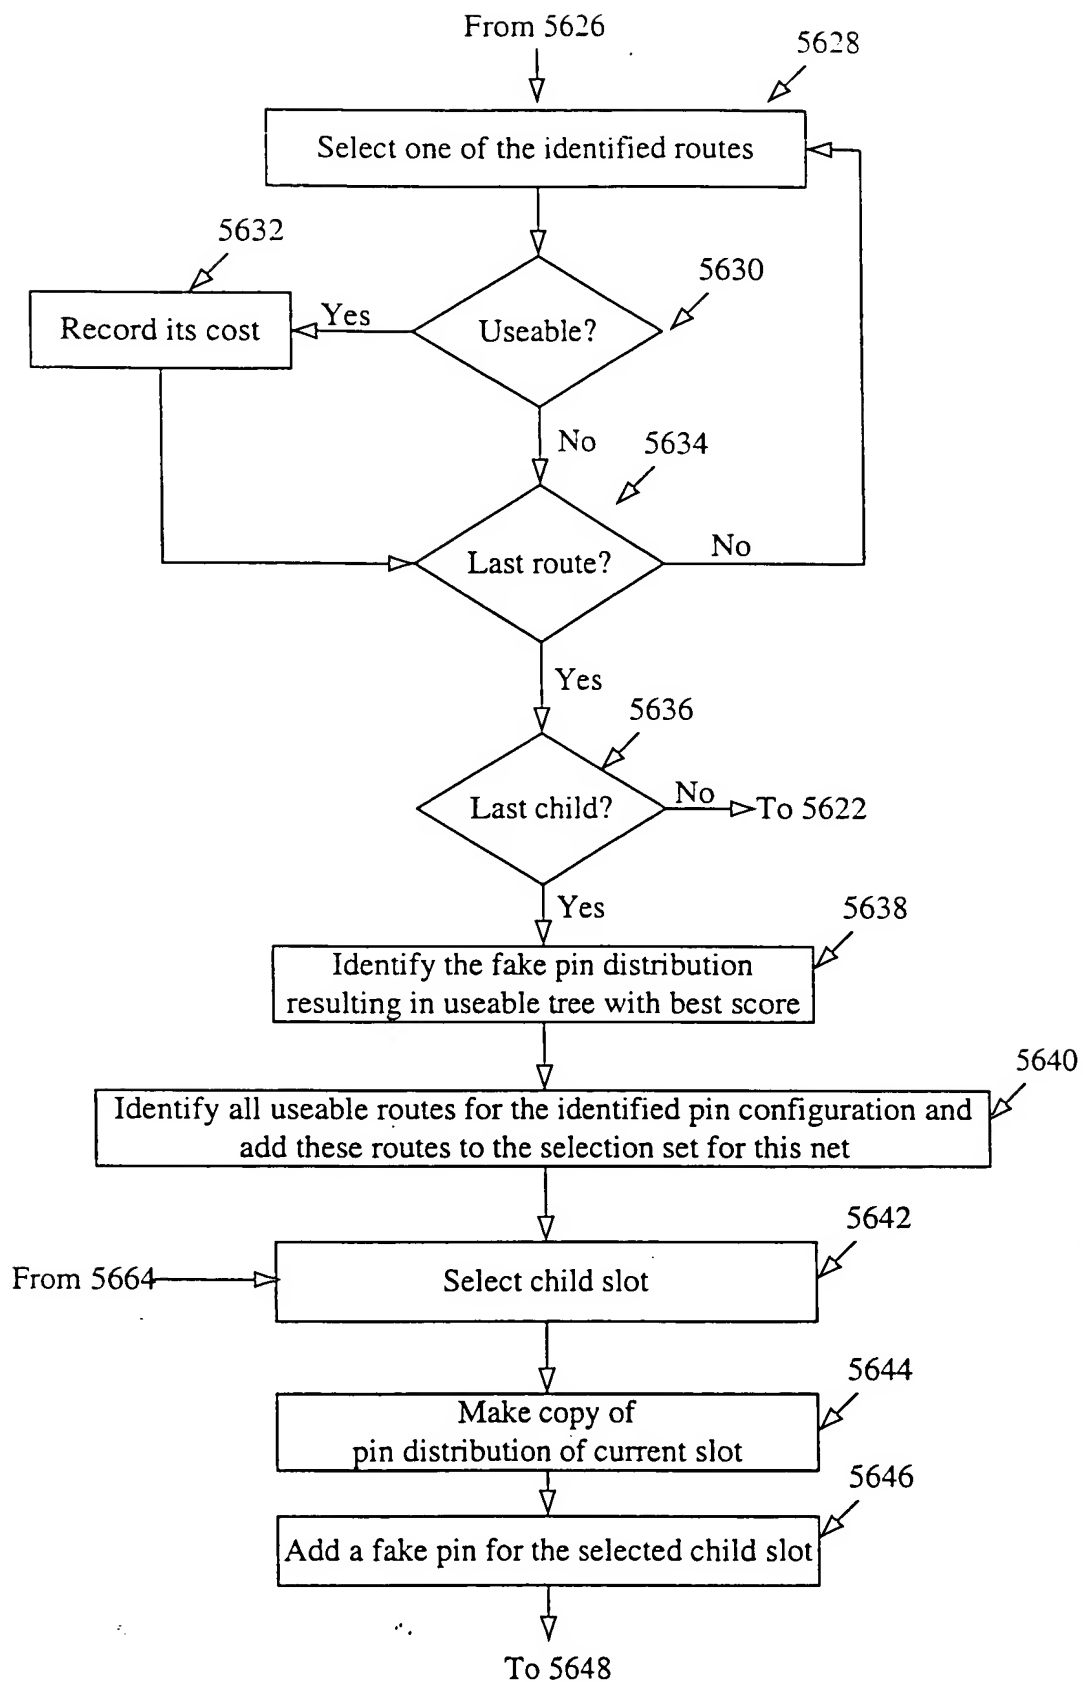 From 5626
5628
Select one of the identified routes
5632
5630
Record its cost
Yes
Useable?
No
5634
Last route?
No
Yes
5636
Last child?
No
To 5622
Yes
5638
Identify the fake pin distribution
resulting in useable tree with best score
5640
Identify all useable routes for the identified pin configuration and
add these routes to the selection set for this net
5642
From 5664
Select child slot
5644
Make copy of
pin distribution of current slot
5646
Add a fake pin for the selected child slot
To 5648